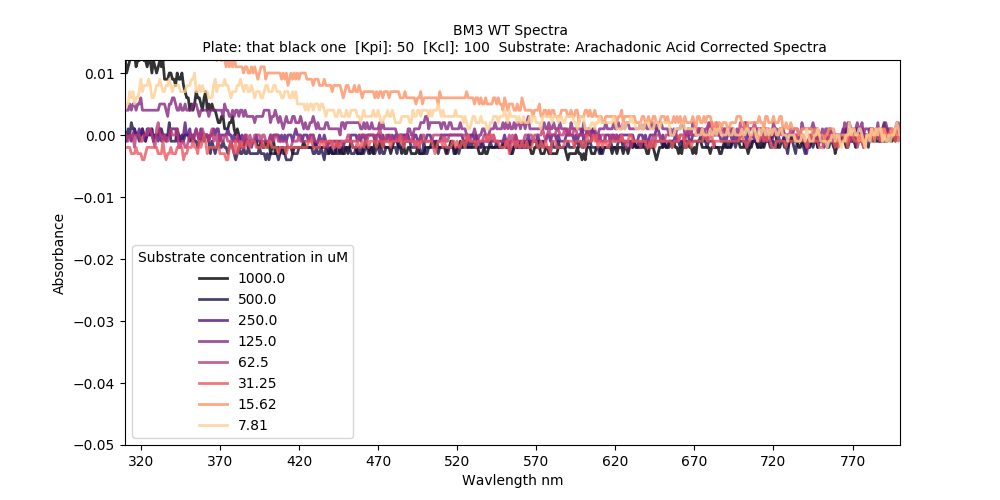 BM3 WT Spectra
Plate: that black one  [Kpi]: 50  [Kcl]: 100  Substrate: Arachadonic Acid Corrected Spectra
0.01
0.00
−0.01
−0.02
−0.03
−0.04
−0.05
Absorbance
Substrate concentration in uM
1000.0
500.0
250.0
125.0
62.5
31.25
15.62
7.81
320 370 420 470 520 570 620 670 720 770
Wavlength nm